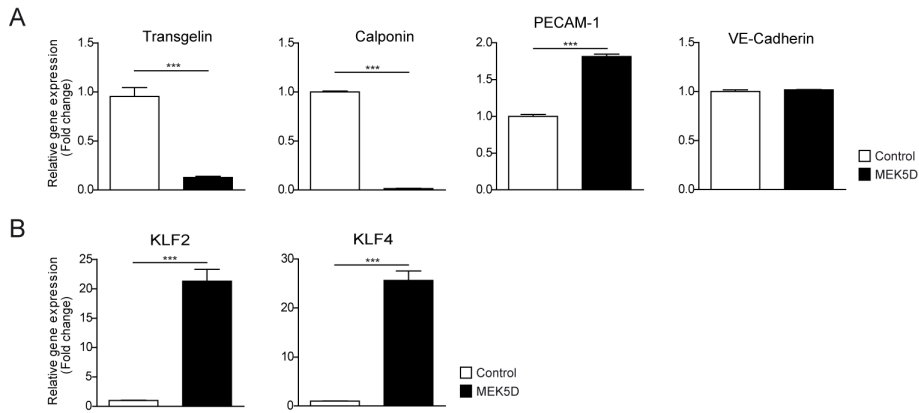 A
Transgelin
Calponin
PECAM-1
VE-Cadherin
Relative gene expression
(Fold change)
1.5
1.0
0.5
0.0
***
1.5
1.0
0.5
0.0
***
2.0
1.5
1.0
0.5
0.0
***
1.5
1.0
0.5
0.0
Control
MEK5D
B
KLF2
KLF4
Relative gene expression
(Fold change)
25
20
15
10
5
0
***
30
20
10
0
***
Control
MEK5D